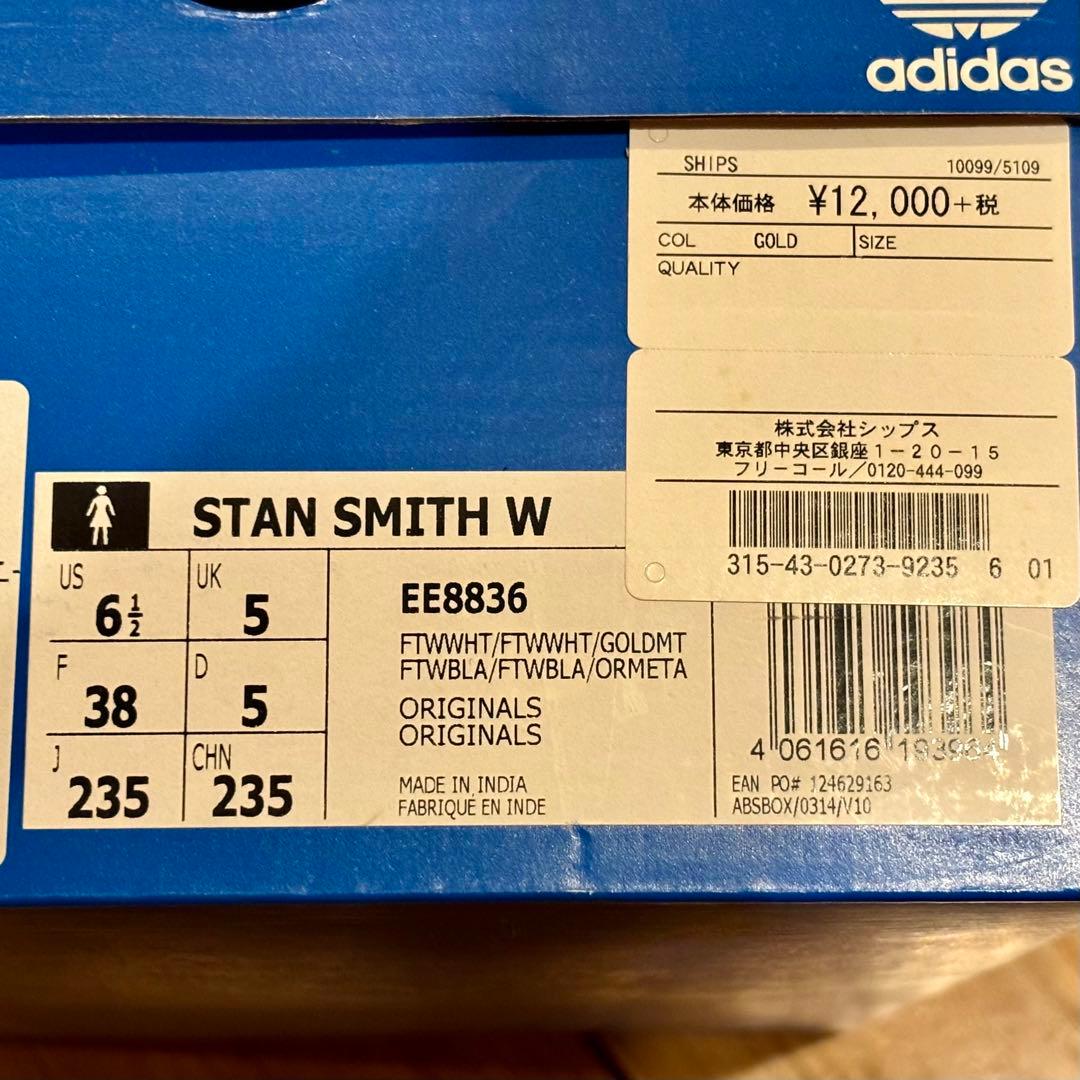 adidas
SHIPS 10099/5109
本体価格 ¥12,000+税
COL GOLD SIZE
QUALITY
株式会社シップス
東京都中央区銀座1-20-15
フリーコール/0120-444-099
315-43-0273-9235 6 01
STAN SMITH W
US 6½ UK 5
F 38 D 5
J 235 CHN 235
EE8836
FTWWHT/FTWWHT/GOLDMT
FTWBLA/FTWBLA/ORMETA
ORIGINALS
ORIGINALS
MADE IN INDIA
FABRIQUÉ EN INDE
4 061616 193964
EAN PO# 124629163
ABSBOX/0314/V10